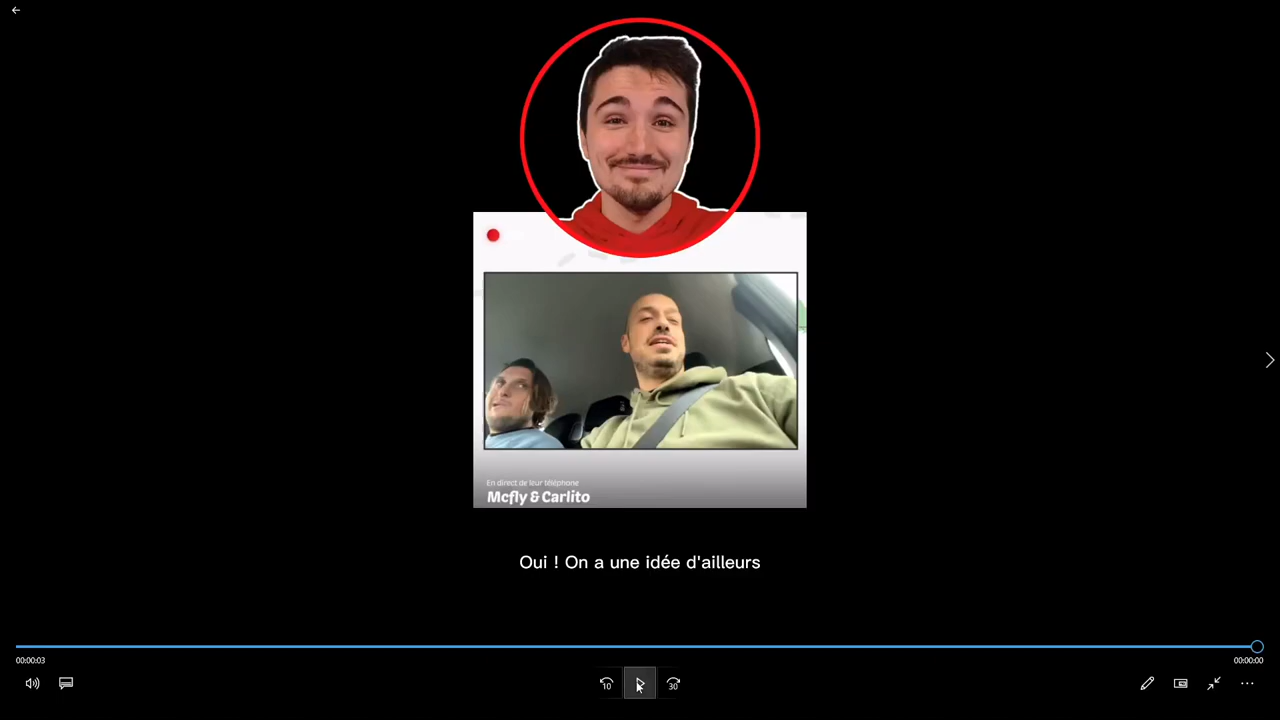 En direct de leur téléphone
Mcfly & Carlito
Oui ! On a une idée d'ailleurs
00:00:03
00:00:00
10
30